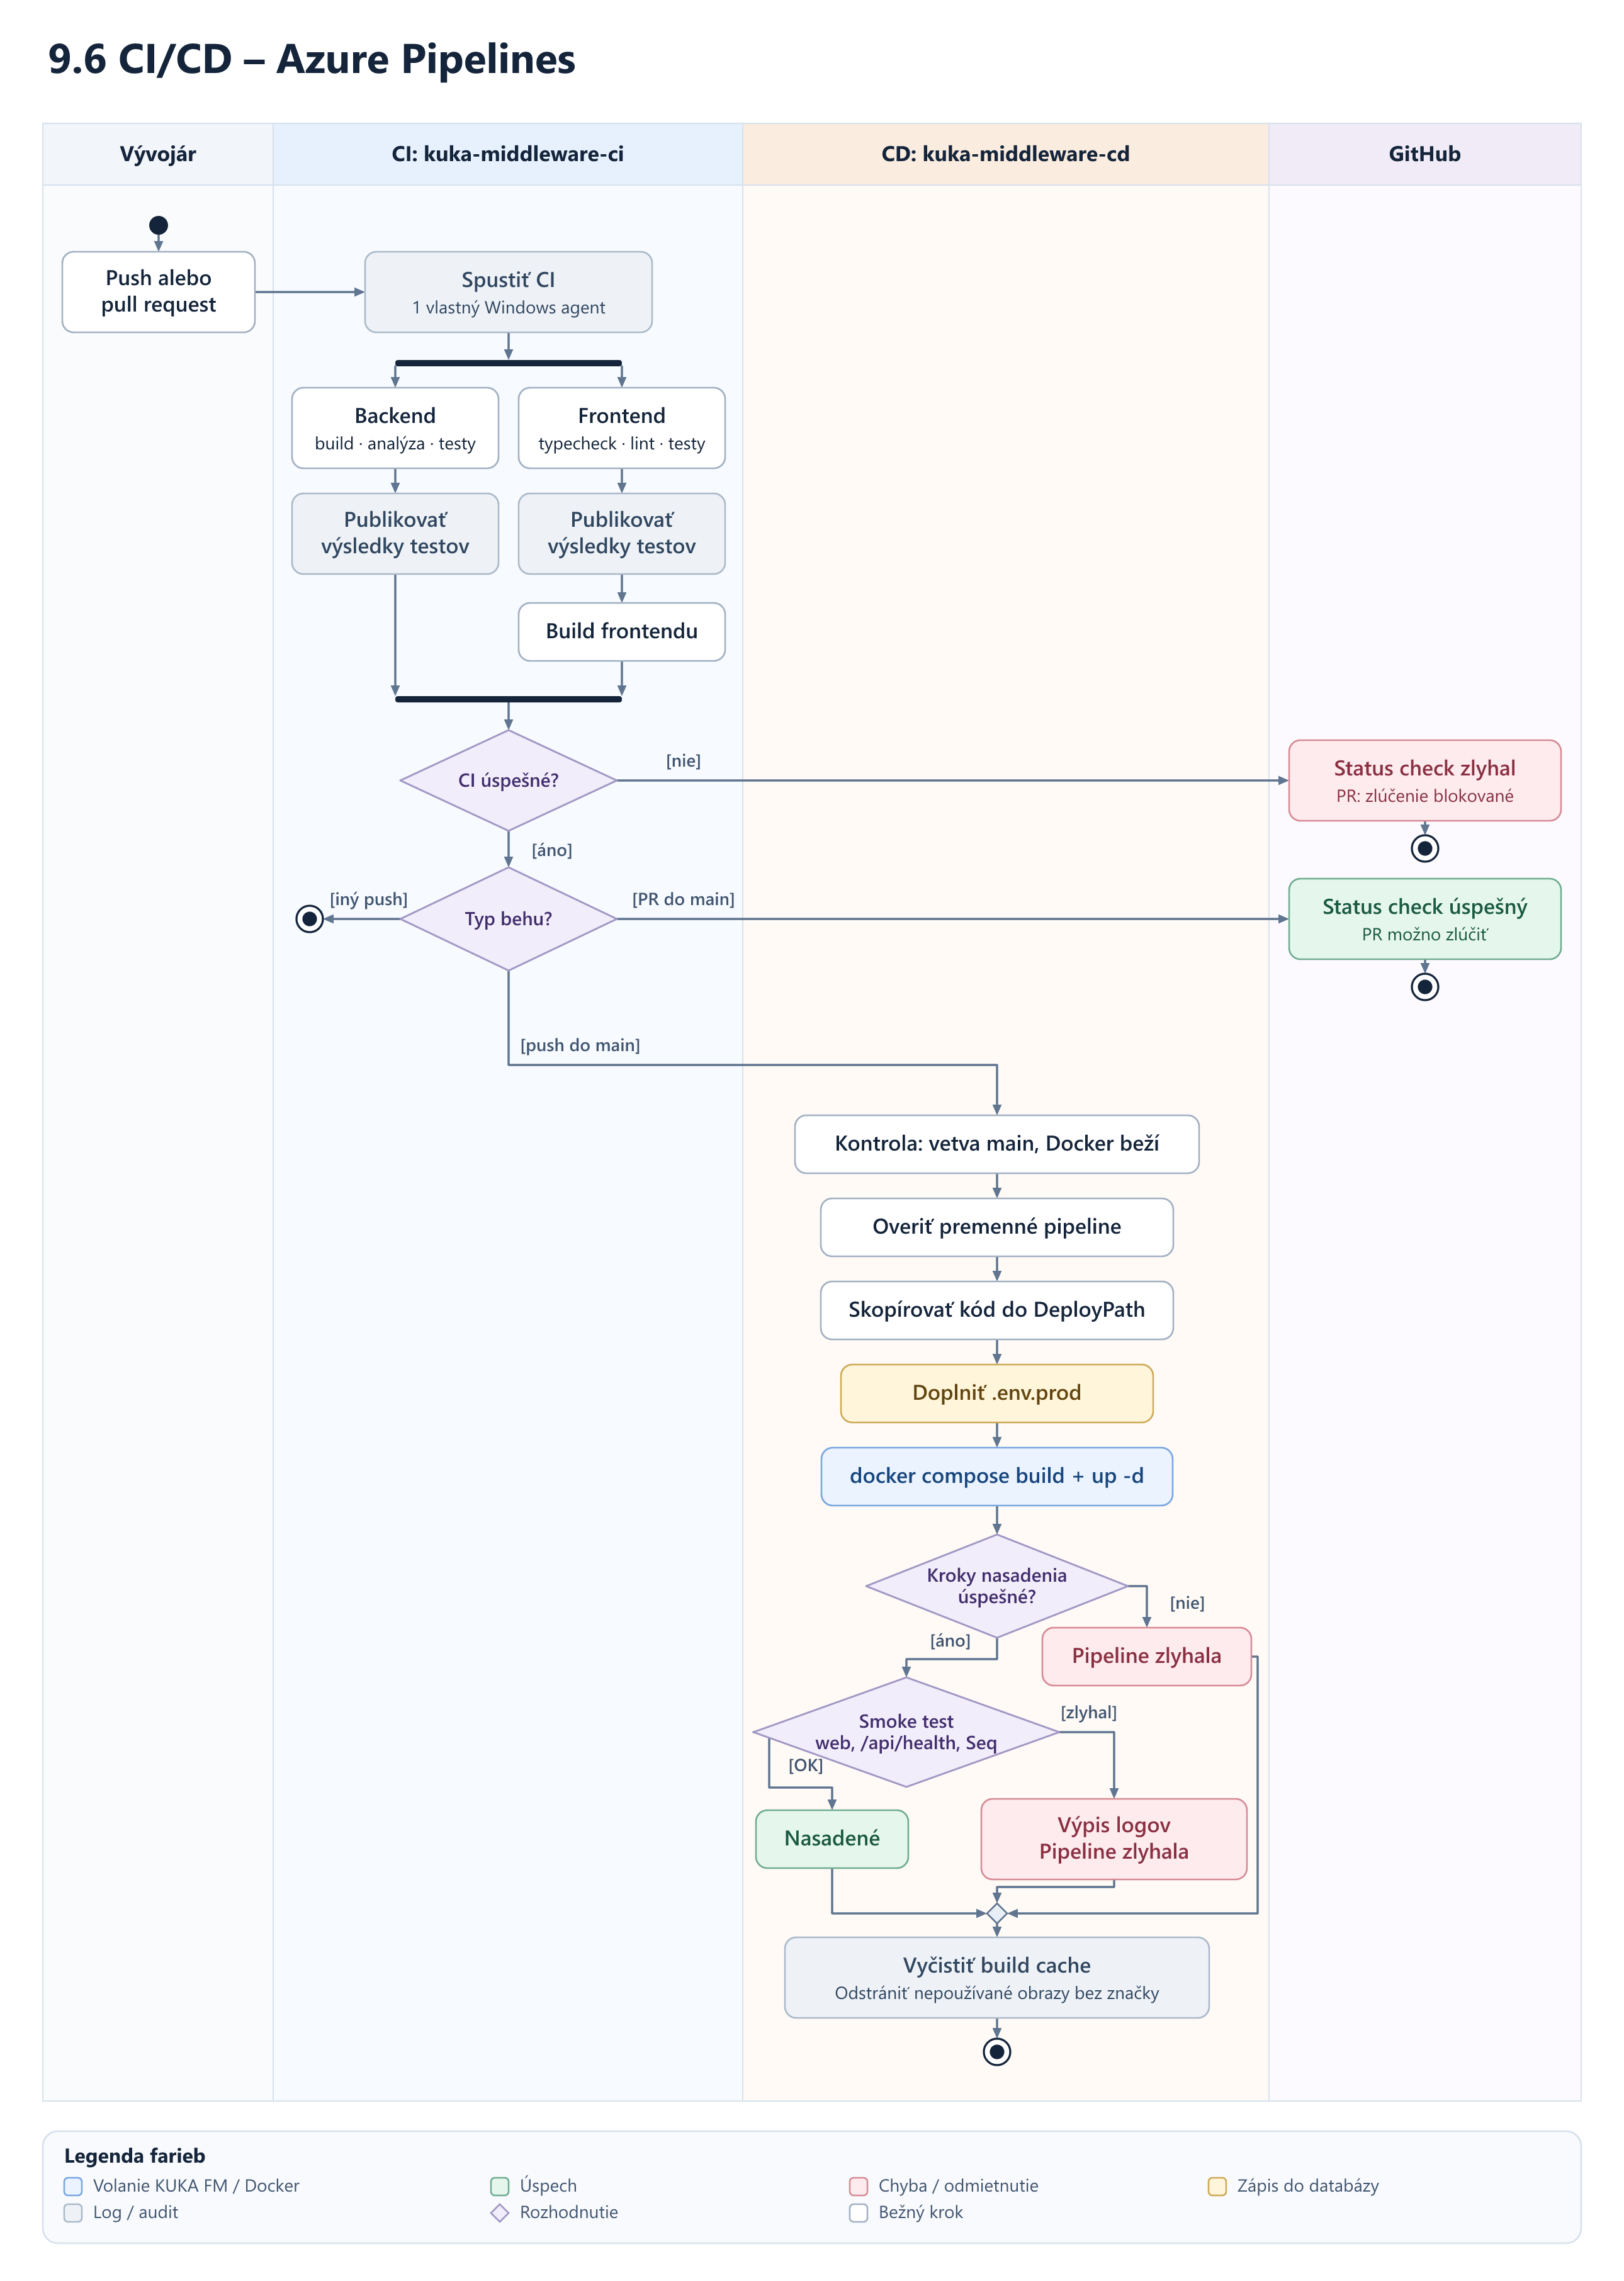 9.6 CI/CD – Azure Pipelines
Vývojár
CI: kuka-middleware-ci
CD: kuka-middleware-cd
GitHub
Push alebo
pull request
Spustiť CI
1 vlastný Windows agent
Backend
build · analýza · testy
Frontend
typecheck · lint · testy
Publikovať
výsledky testov
Publikovať
výsledky testov
Build frontendu
CI úspešné?
[nie]
Status check zlyhal
PR: zlúčenie blokované
[áno]
[iný push]
Typ behu?
[PR do main]
Status check úspešný
PR možno zlúčiť
[push do main]
Kontrola: vetva main, Docker beží
Overiť premenné pipeline
Skopírovať kód do DeployPath
Doplniť .env.prod
docker compose build + up -d
Kroky nasadenia
úspešné?
[nie]
[áno]
Pipeline zlyhala
Smoke test
web, /api/health, Seq
[zlyhal]
[OK]
Nasadené
Výpis logov
Pipeline zlyhala
Vyčistiť build cache
Odstrániť nepoužívané obrazy bez značky
Legenda farieb
Volanie KUKA FM / Docker
Úspech
Chyba / odmietnutie
Zápis do databázy
Log / audit
Rozhodnutie
Bežný krok